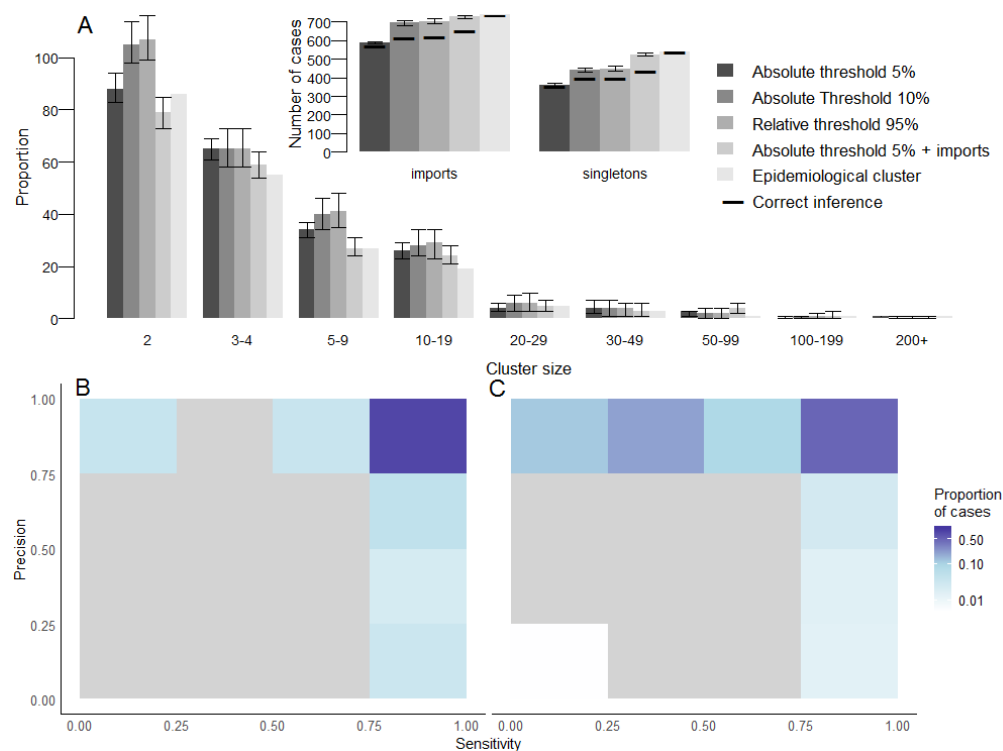 A
Number of cases
700
600
500
400
300
200
100
0
imports
singletons
Proportion
100
80
60
40
20
0
2
3-4
5-9
10-19
20-29
30-49
50-99
100-199
200+
Cluster size
Absolute threshold 5%
Absolute Threshold 10%
Relative threshold 95%
Absolute threshold 5% + imports
Epidemiological cluster
Correct inference
B
C
Precision
1.00
0.75
0.50
0.25
0.00
0.00
0.25
0.50
0.75
1.00
0.00
0.25
0.50
0.75
1.00
Sensitivity
Proportion
of cases
0.50
0.10
0.01